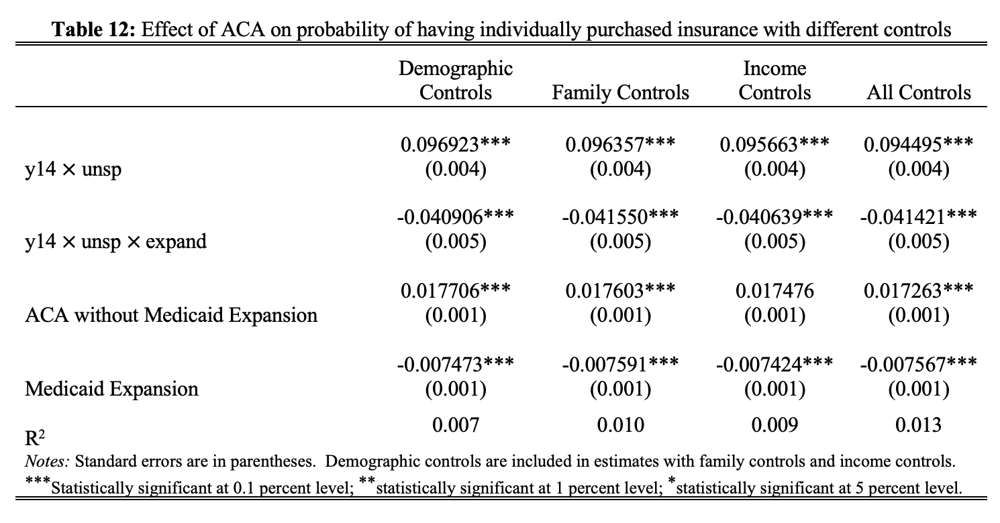 Table 12: Effect of ACA on probability of having individually purchased insurance with different controls
Demographic Controls Family Controls Income Controls All Controls
0.096923*** 0.096357*** 0.095663*** 0.094495***
y14 × unsp (0.004) (0.004) (0.004) (0.004)
-0.040906*** -0.041550*** -0.040639*** -0.041421***
y14 × unsp × expand (0.005) (0.005) (0.005) (0.005)
0.017706*** 0.017603*** 0.017476 0.017263***
ACA without Medicaid Expansion (0.001) (0.001) (0.001) (0.001)
-0.007473*** -0.007591*** -0.007424*** -0.007567***
Medicaid Expansion (0.001) (0.001) (0.001) (0.001)
R² 0.007 0.010 0.009 0.013
Notes: Standard errors are in parentheses. Demographic controls are included in estimates with family controls and income controls.
***Statistically significant at 0.1 percent level; **statistically significant at 1 percent level; *statistically significant at 5 percent level.